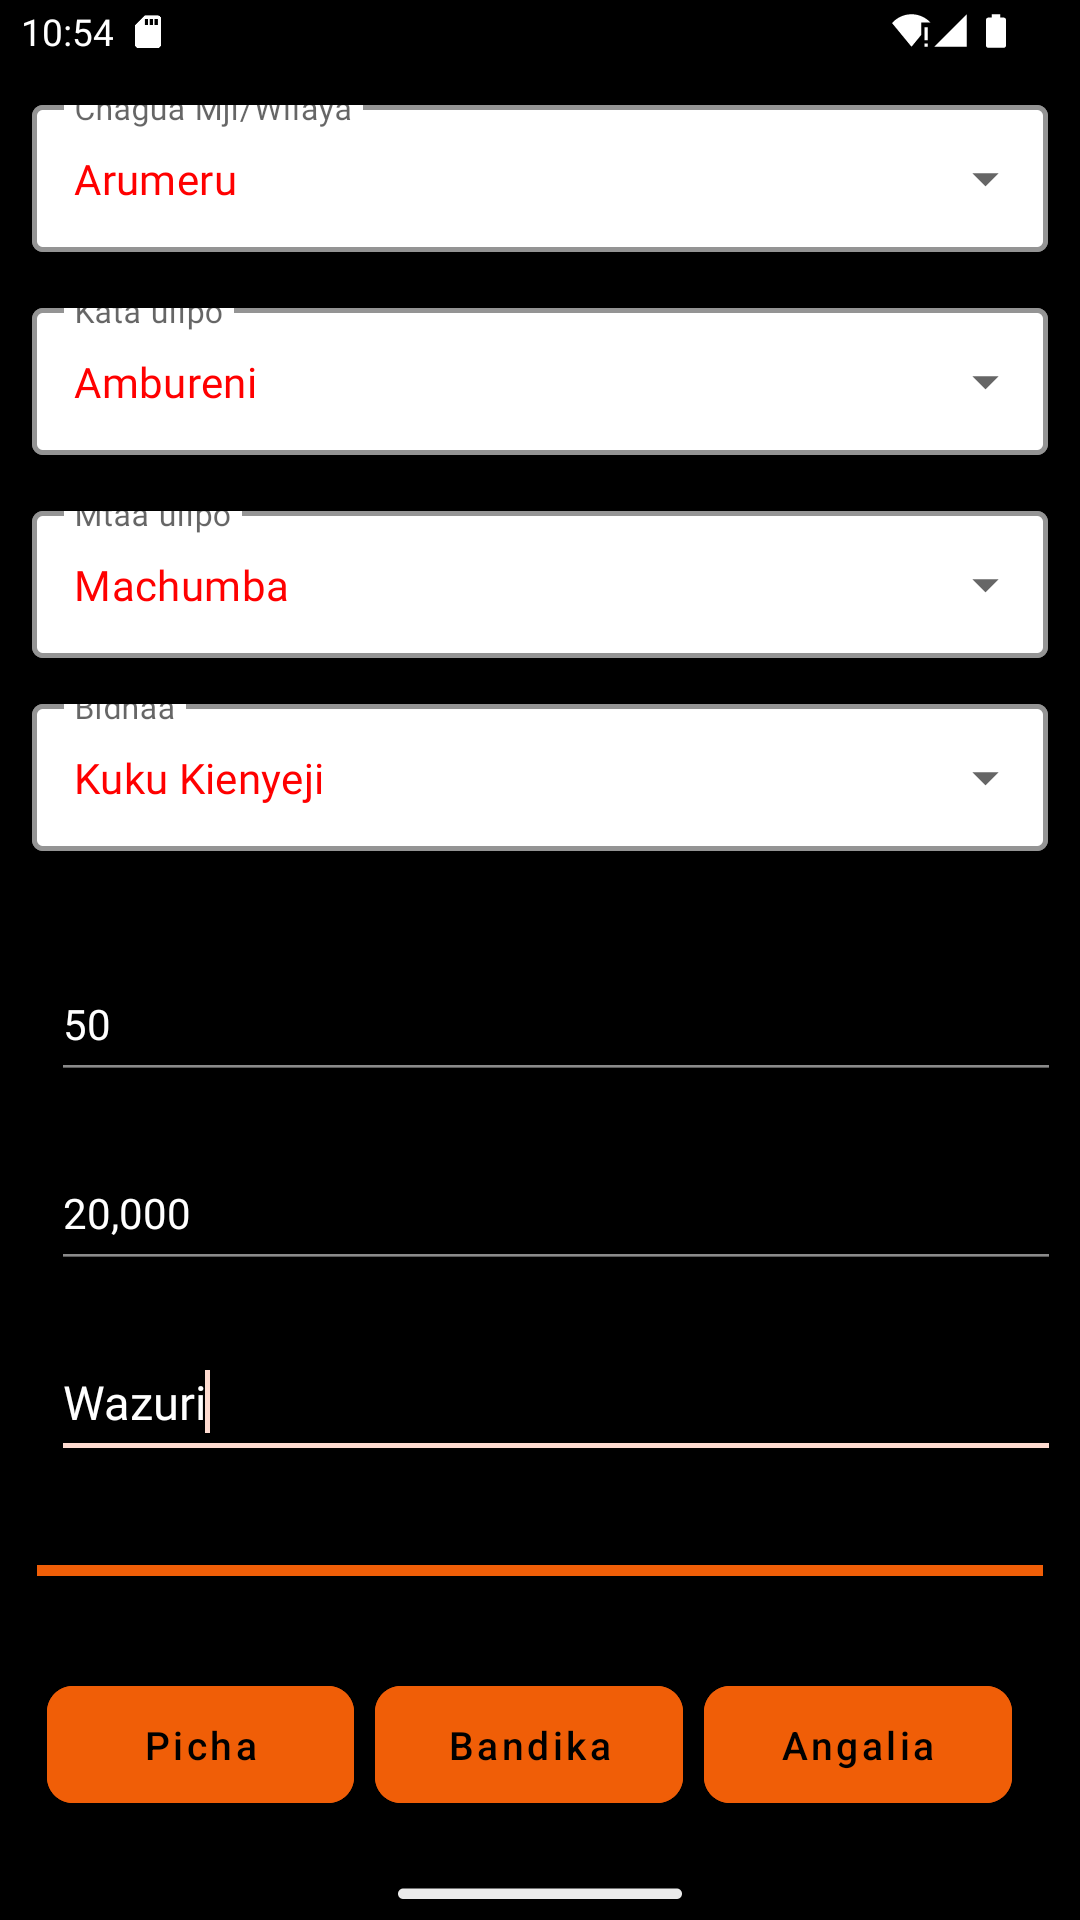 10:54
Chagua Mji/Wilaya
Arumeru
Kata ulipo
Ambureni
Mtaa ulipo
Machumba
Bidhaa
Kuku Kienyeji
50
20,000
Wazuri
Picha
Bandika
Angalia